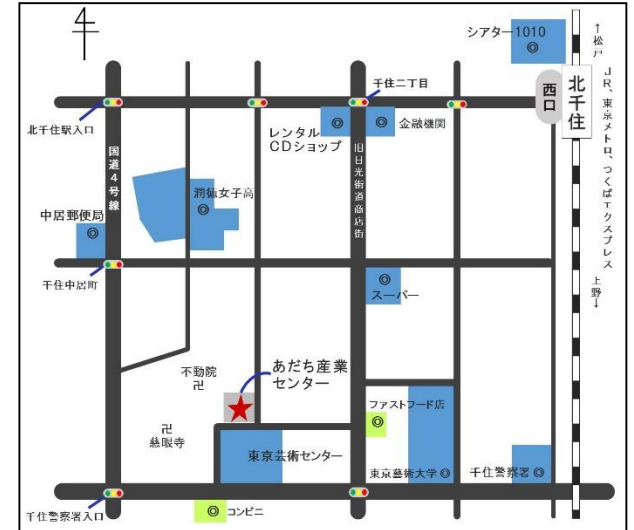 シアター1010
↑松戸
北千住
西口
JR、東京メトロ、つくばエクスプレス
上野↓
千住二丁目
北千住駅入口
レンタル
CDショップ
金融機関
国道4号線
旧日光街道商店街
潤徳女子高
中居郵便局
千住中居町
スーパー
不動院
卍
あだち産業
センター
卍
慈眼寺
ファストフード店
東京芸術センター
東京藝術大学
千住警察署
千住警察署入口
コンビニ